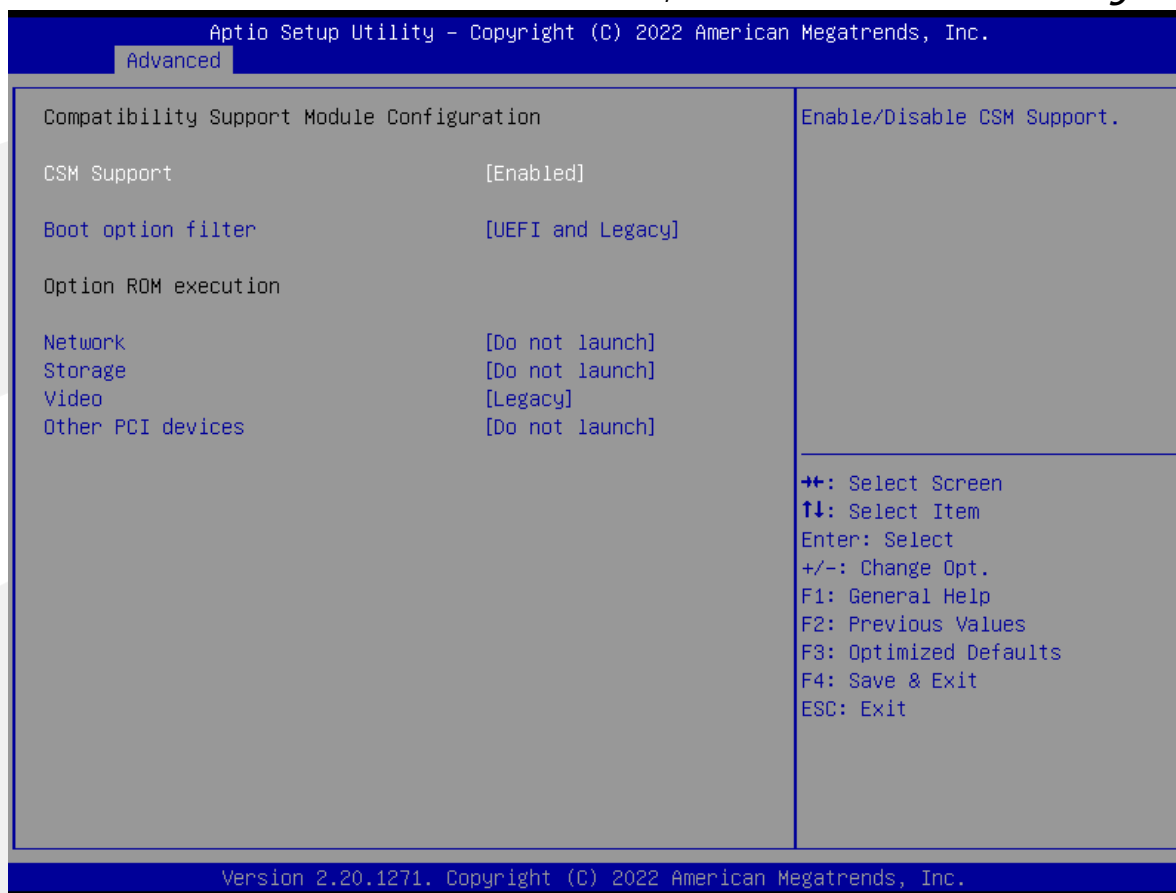 Aptio Setup Utility – Copyright (C) 2022 American Megatrends, Inc.
Advanced
Compatibility Support Module Configuration
CSM Support [Enabled]
Boot option filter [UEFI and Legacy]
Option ROM execution
Network [Do not launch]
Storage [Do not launch]
Video [Legacy]
Other PCI devices [Do not launch]
Enable/Disable CSM Support.
→←: Select Screen
↑↓: Select Item
Enter: Select
+/-: Change Opt.
F1: General Help
F2: Previous Values
F3: Optimized Defaults
F4: Save & Exit
ESC: Exit
Version 2.20.1271. Copyright (C) 2022 American Megatrends, Inc.